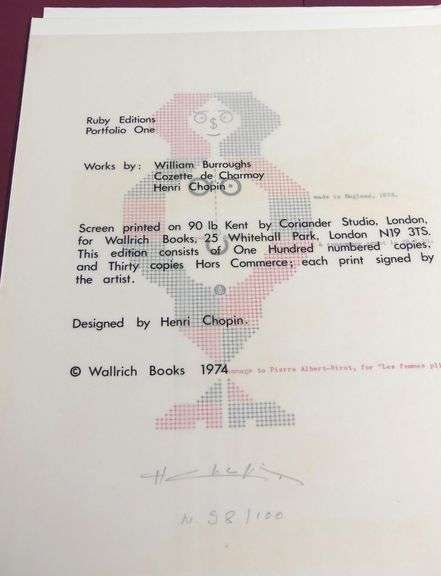 Ruby Editions
Portfolio One
Works by: William Burroughs
Cozette de Charmoy
Henri Chopin
made in England, 1973.
Screen printed on 90 lb Kent by Coriander Studio, London,
for Wallrich Books, 25 Whitehall Park, London N19 3TS.
This edition consists of One Hundred numbered copies,
and Thirty copies Hors Commerce; each print signed by
the artist.
Designed by Henri Chopin.
© Wallrich Books 1974
homage to Pierre Albert-Birot, for "Les femmes
N. 98/100